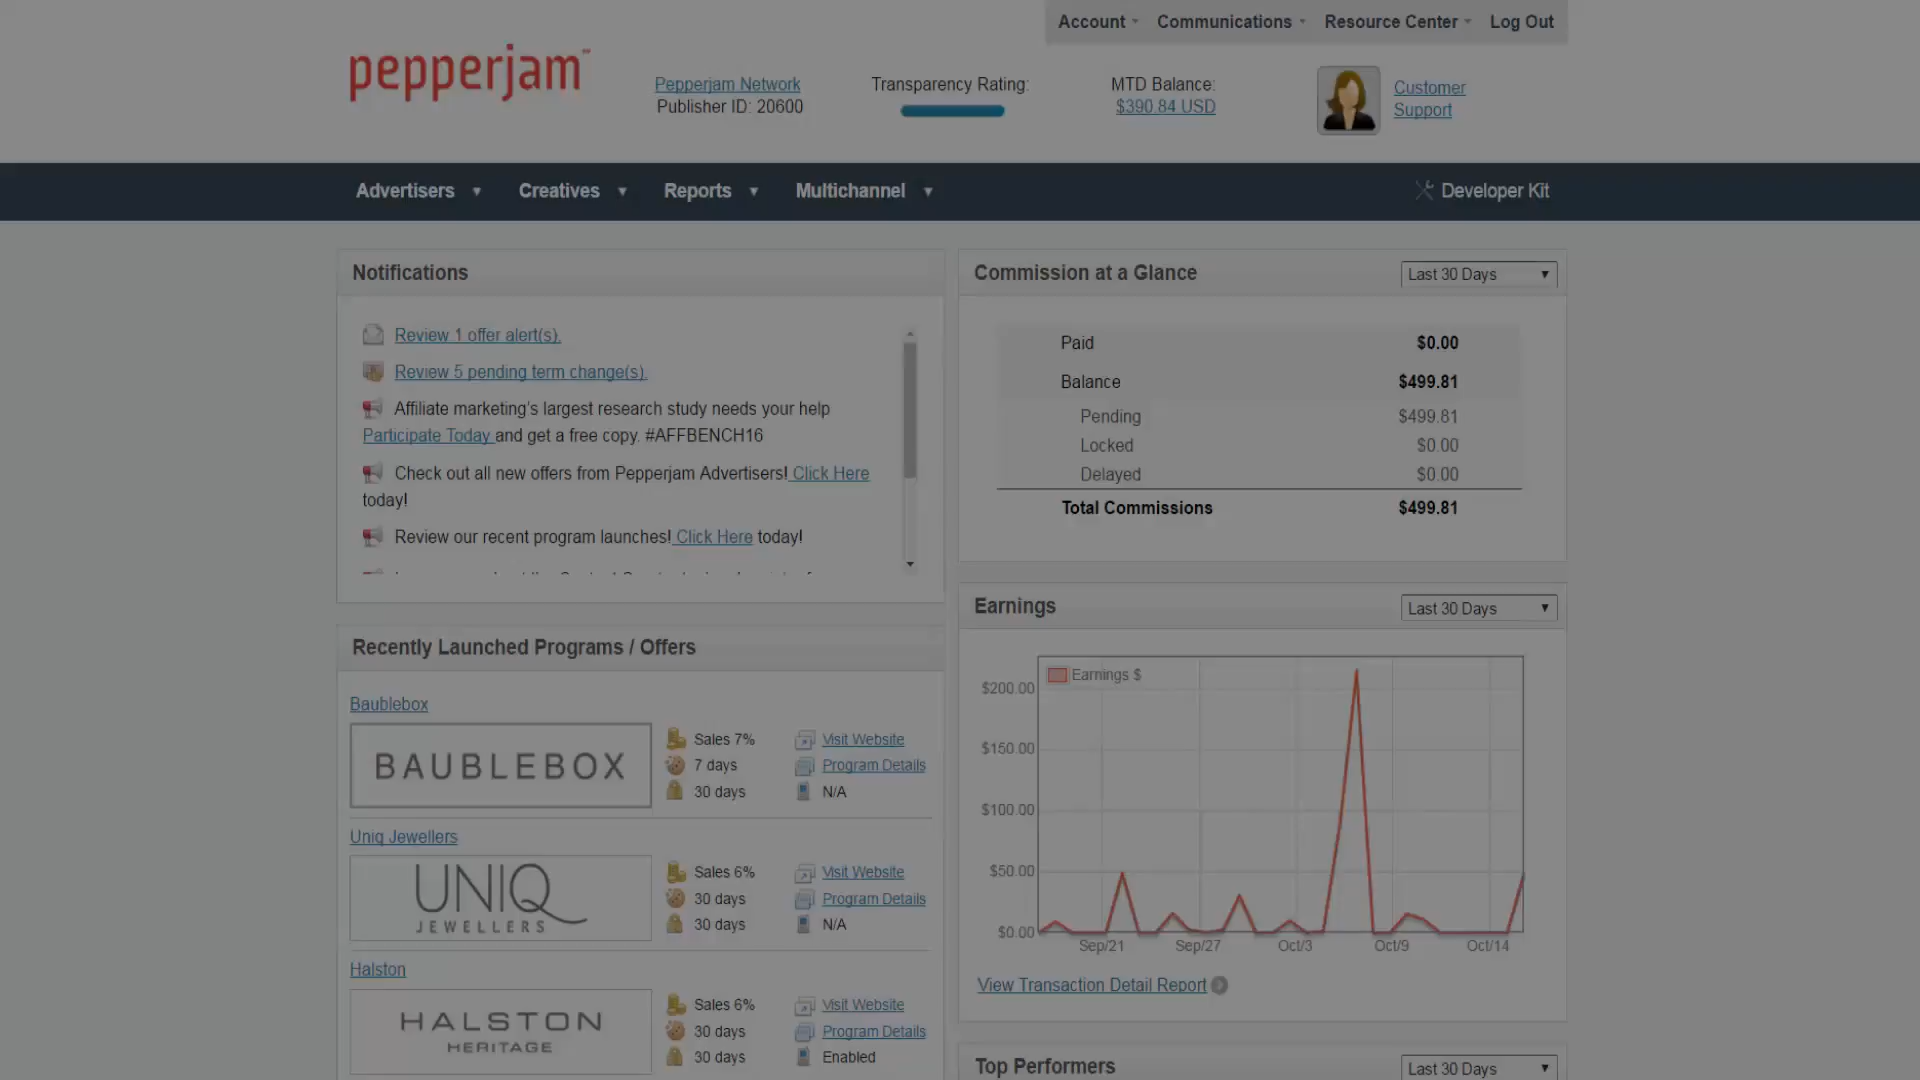 Account Communications Resource Center Log Out
pepperjam
Pepperjam Network
Publisher ID: 20600
Transparency Rating:
MTD Balance:
$390.84 USD
Customer
Support
Advertisers Creatives Reports Multichannel Developer Kit
Notifications
Review 1 offer alert(s).
Review 5 pending term change(s).
Affiliate marketing's largest research study needs your help
Participate Today and get a free copy. #AFFBENCH16
Check out all new offers from Pepperjam Advertisers! Click Here
today!
Review our recent program launches! Click Here today!
Recently Launched Programs / Offers
Baublebox
BAUBLEBOX
Sales 7% Visit Website
7 days Program Details
30 days N/A
Uniq Jewellers
UNIQ
JEWELLERS
Sales 6% Visit Website
30 days Program Details
30 days N/A
Halston
HALSTON
HERITAGE
Sales 6% Visit Website
30 days Program Details
30 days Enabled
Commission at a Glance Last 30 Days
Paid $0.00
Balance $499.81
Pending $499.81
Locked $0.00
Delayed $0.00
Total Commissions $499.81
Earnings Last 30 Days
Earnings $
$200.00
$150.00
$100.00
$50.00
$0.00
Sep/21 Sep/27 Oct/3 Oct/9 Oct/14
View Transaction Detail Report
Top Performers Last 30 Days